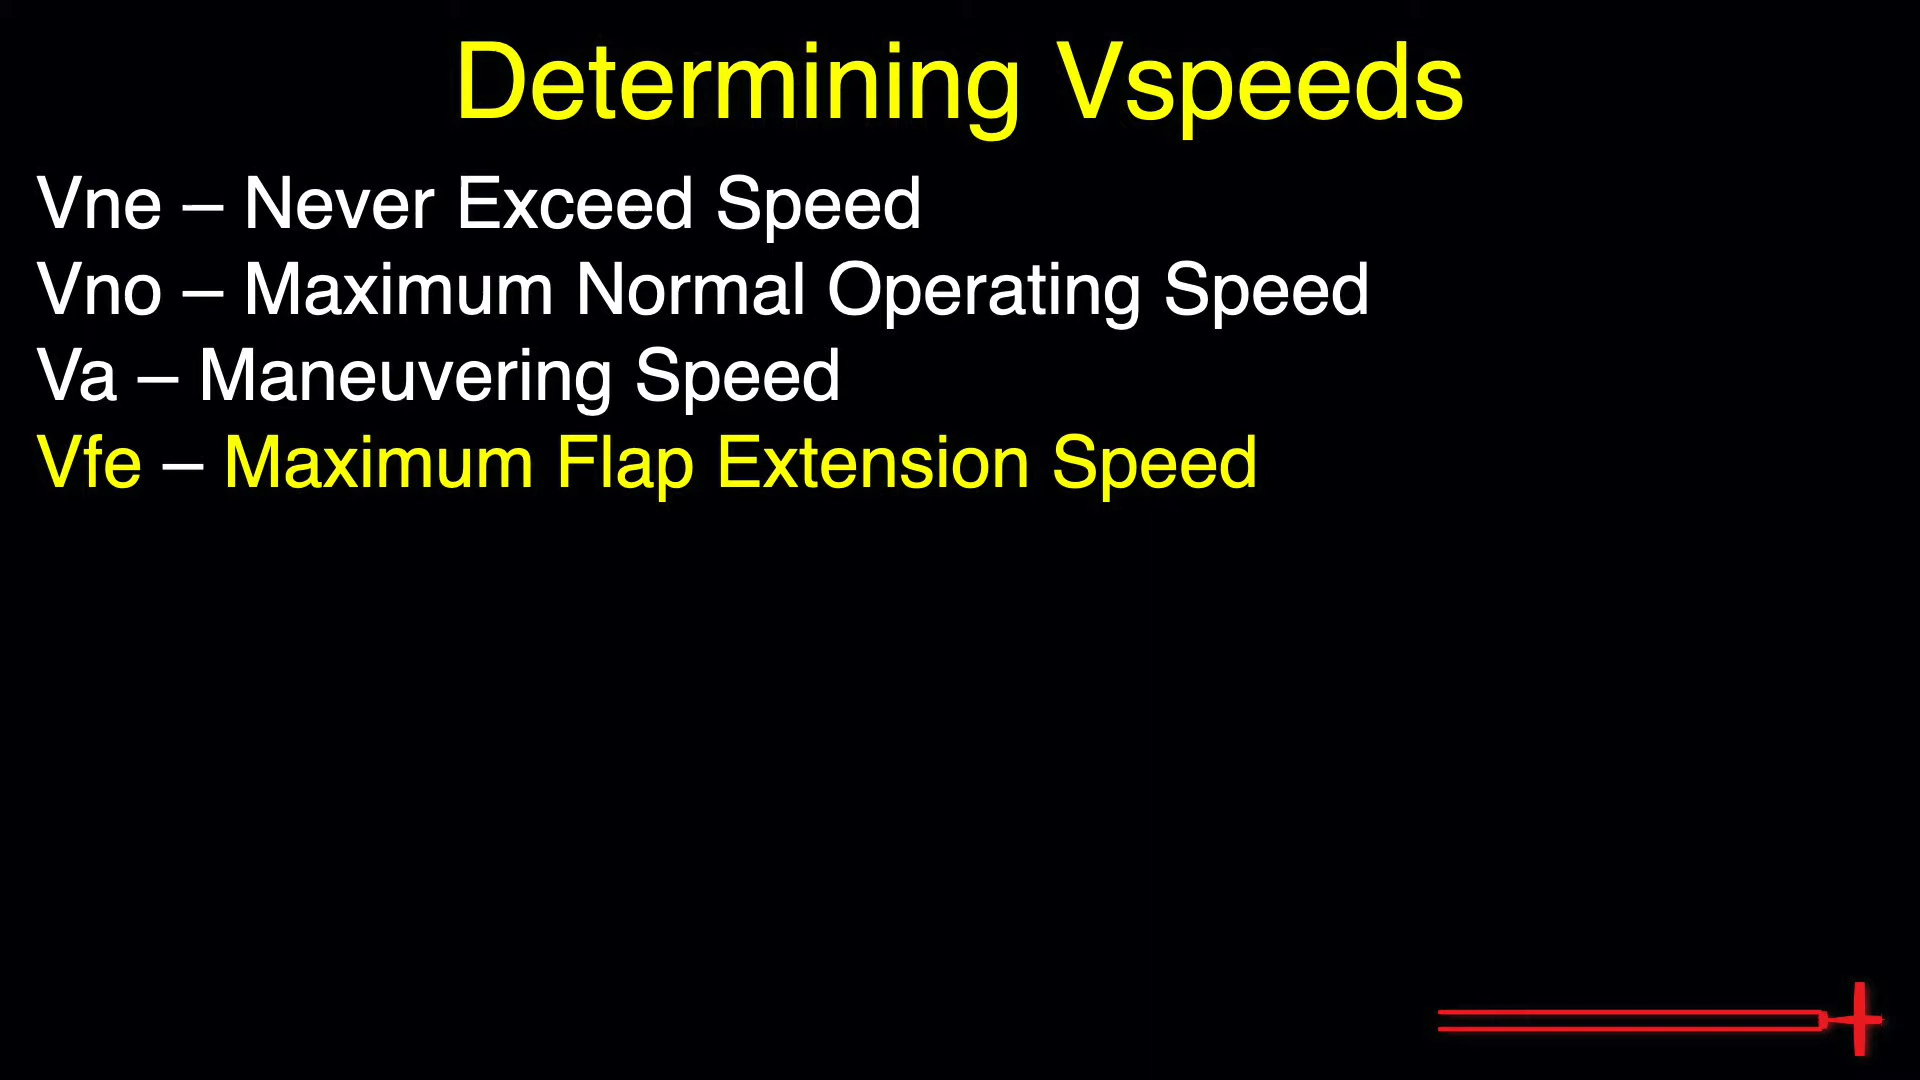 Determining Vspeeds
Vne – Never Exceed Speed
Vno – Maximum Normal Operating Speed
Va – Maneuvering Speed
Vfe – Maximum Flap Extension Speed